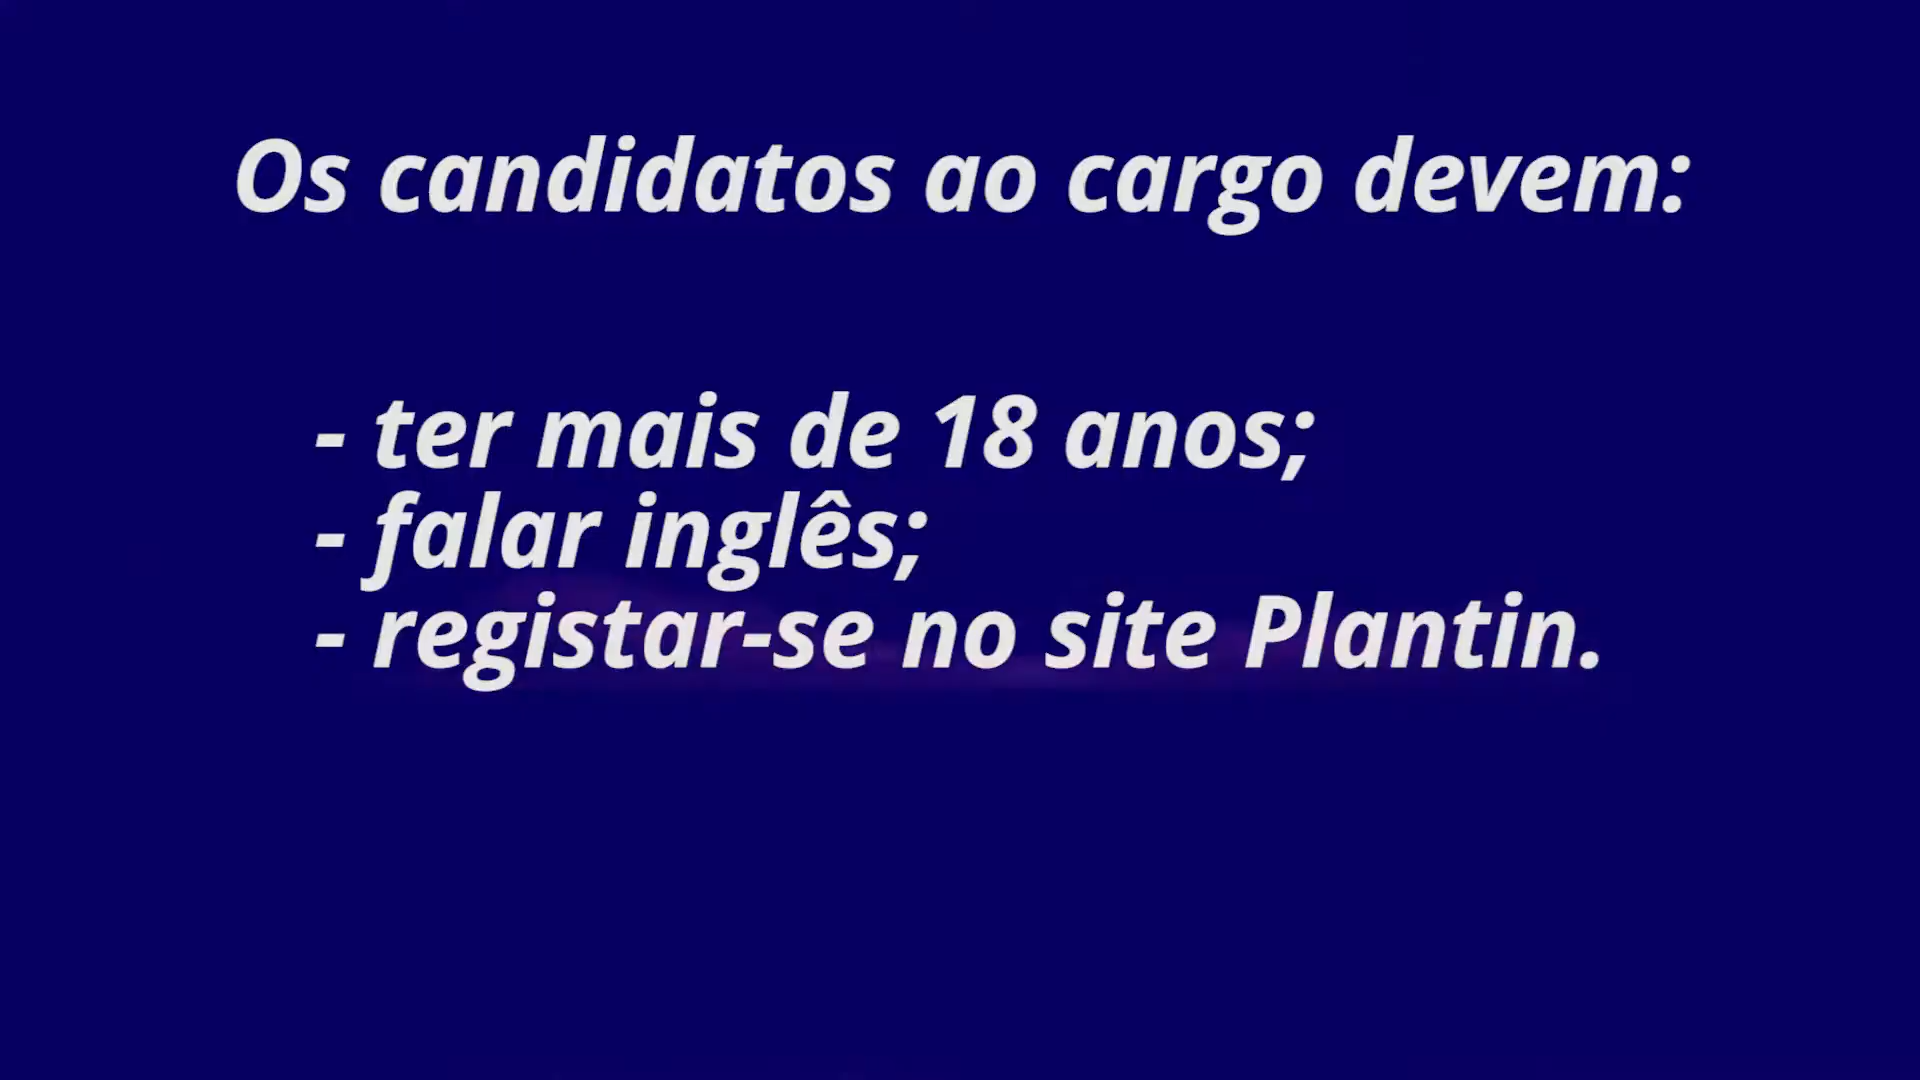 Os candidatos ao cargo devem:
- ter mais de 18 anos;
- falar inglês;
- registar-se no site Plantin.